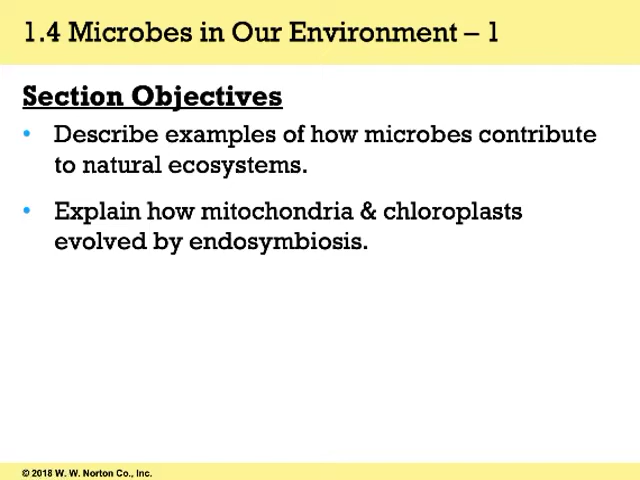 1.4 Microbes in Our Environment – 1
Section Objectives
• Describe examples of how microbes contribute
to natural ecosystems.
• Explain how mitochondria & chloroplasts
evolved by endosymbiosis.
© 2018 W. W. Norton Co., Inc.